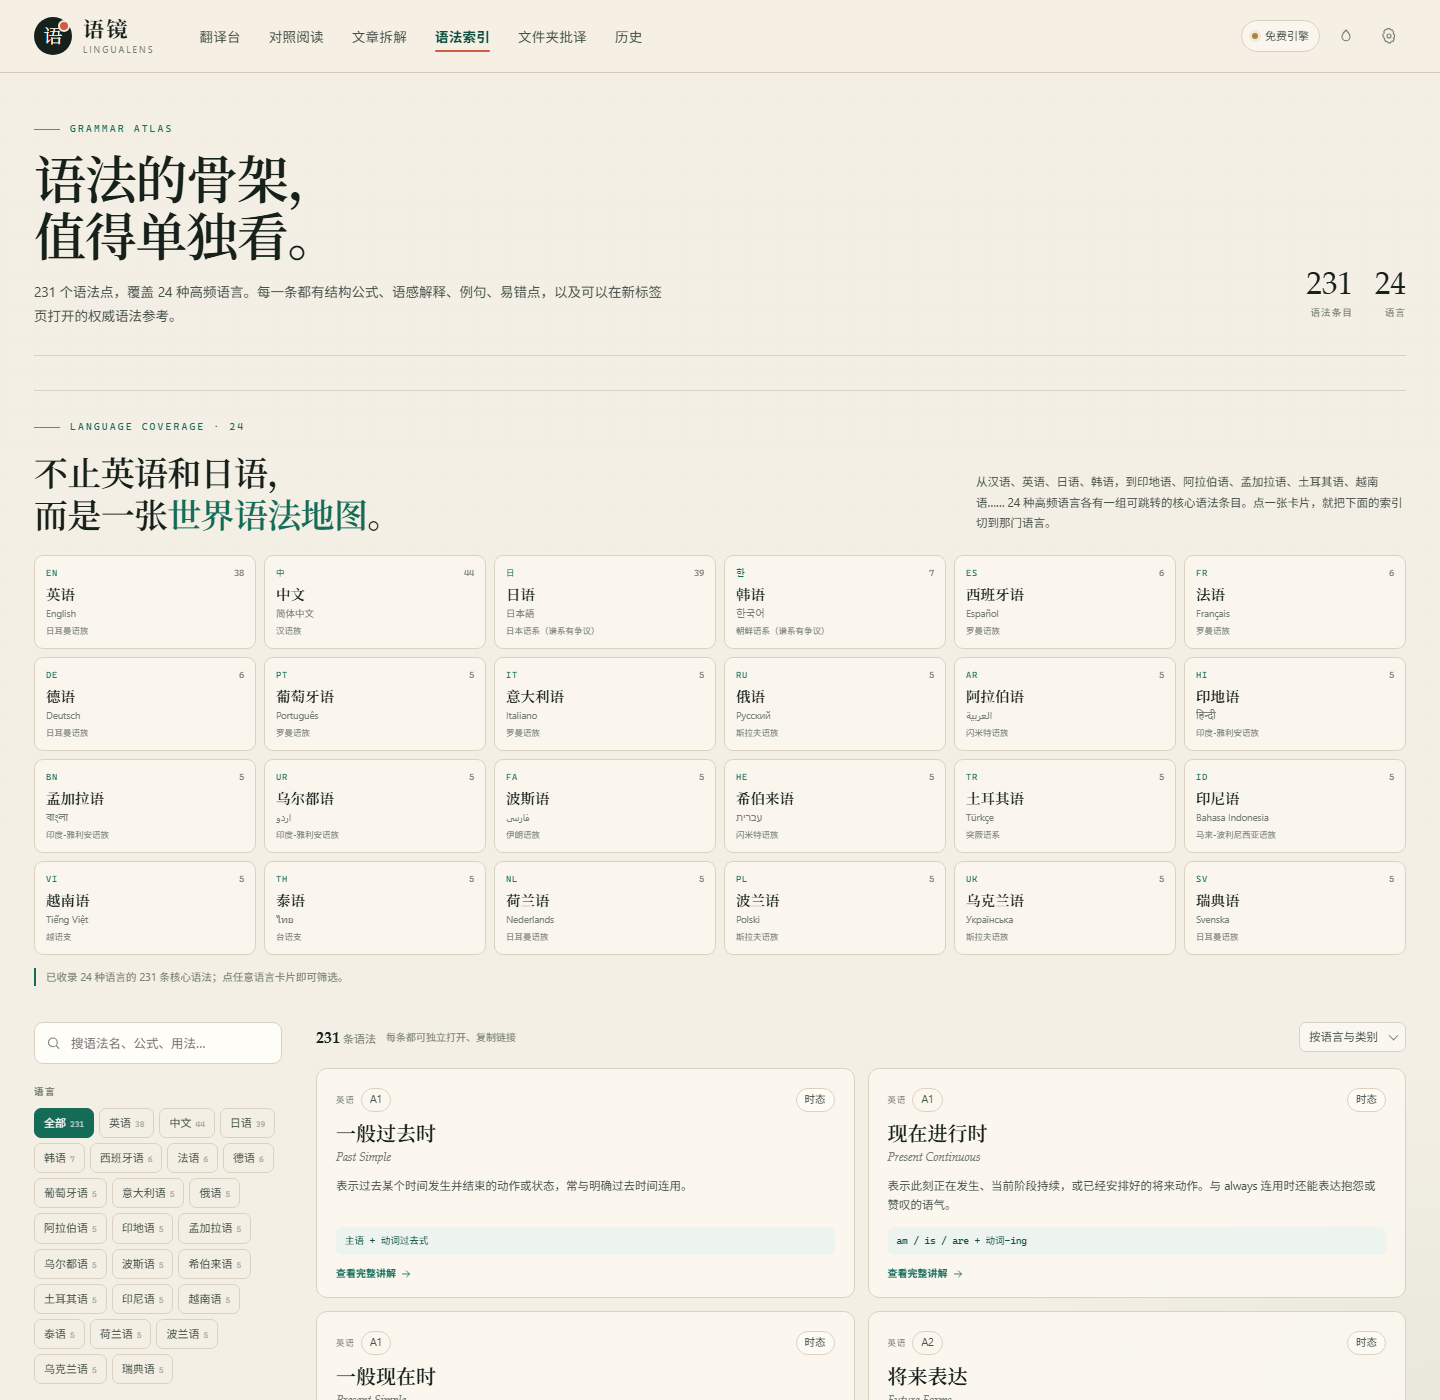 语 语镜
LINGUALENS
翻译台 对照阅读 文章拆解 语法索引 文件夹批译 历史
免费引擎
GRAMMAR ATLAS
语法的骨架，
值得单独看。
231 个语法点，覆盖 24 种高频语言。每一条都有结构公式、语感解释、例句、易错点，以及可以在新标签
页打开的权威语法参考。
231 24
语法条目 语言
LANGUAGE COVERAGE · 24
不止英语和日语，
而是一张世界语法地图。
从汉语、英语、日语、韩语，到印地语、阿拉伯语、孟加拉语、土耳其语、越南
语…… 24 种高频语言各有一组可跳转的核心语法条目。点一张卡片，就把下面的索引
切到那门语言。
EN 38
英语
English
日耳曼语族
中 44
中文
简体中文
汉语族
日 39
日语
日本語
日本语系（谱系有争议）
한 7
韩语
한국어
朝鲜语系（谱系有争议）
ES 6
西班牙语
Español
罗曼语族
FR 6
法语
Français
罗曼语族
DE 6
德语
Deutsch
日耳曼语族
PT 5
葡萄牙语
Português
罗曼语族
IT 5
意大利语
Italiano
罗曼语族
RU 5
俄语
Русский
斯拉夫语族
AR 5
阿拉伯语
العربية
闪米特语族
HI 5
印地语
हिन्दी
印度-雅利安语族
BN 5
孟加拉语
বাংলা
印度-雅利安语族
UR 5
乌尔都语
اردو
印度-雅利安语族
FA 5
波斯语
فارسی
伊朗语族
HE 5
希伯来语
עברית
闪米特语族
TR 5
土耳其语
Türkçe
突厥语系
ID 5
印尼语
Bahasa Indonesia
马来-波利尼西亚语族
VI 5
越南语
Tiếng Việt
越语支
TH 5
泰语
ไทย
台语支
NL 5
荷兰语
Nederlands
日耳曼语族
PL 5
波兰语
Polski
斯拉夫语族
UK 5
乌克兰语
Українська
斯拉夫语族
SV 5
瑞典语
Svenska
日耳曼语族
已收录 24 种语言的 231 条核心语法；点任意语言卡片即可筛选。
搜语法名、公式、用法…
语言
全部 231 英语 38 中文 44 日语 39
韩语 7 西班牙语 6 法语 6 德语 6
葡萄牙语 5 意大利语 5 俄语 5
阿拉伯语 5 印地语 5 孟加拉语 5
乌尔都语 5 波斯语 5 希伯来语 5
土耳其语 5 印尼语 5 越南语 5
泰语 5 荷兰语 5 波兰语 5
乌克兰语 5 瑞典语 5
231 条语法 每条都可独立打开、复制链接
按语言与类别
英语 A1 时态
一般过去时
Past Simple
表示过去某个时间发生并结束的动作或状态，常与明确过去时间连用。
主语 + 动词过去式
查看完整讲解 →
英语 A1 时态
现在进行时
Present Continuous
表示此刻正在发生、当前阶段持续，或已经安排好的将来动作。与 always 连用时还能表达抱怨或
赞叹的语气。
am / is / are + 动词-ing
查看完整讲解 →
英语 A1 时态
一般现在时
Present Simple
英语 A2 时态
将来表达
Future Forms